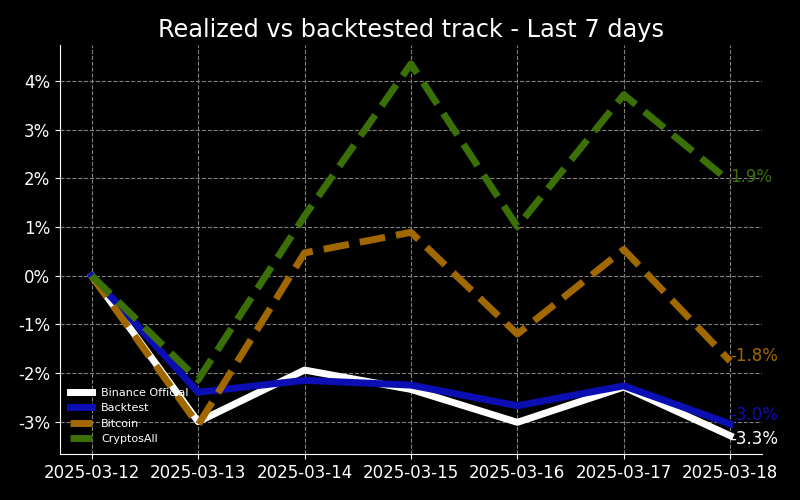 Realized vs backtested track - Last 7 days
4%
3%
2%
1%
0%
-1%
-2%
-3%
1.9%
-1.8%
-3.0%
-3.3%
Binance Official
Backtest
Bitcoin
CryptosAll
2025-03-12 2025-03-13 2025-03-14 2025-03-15 2025-03-16 2025-03-17 2025-03-18